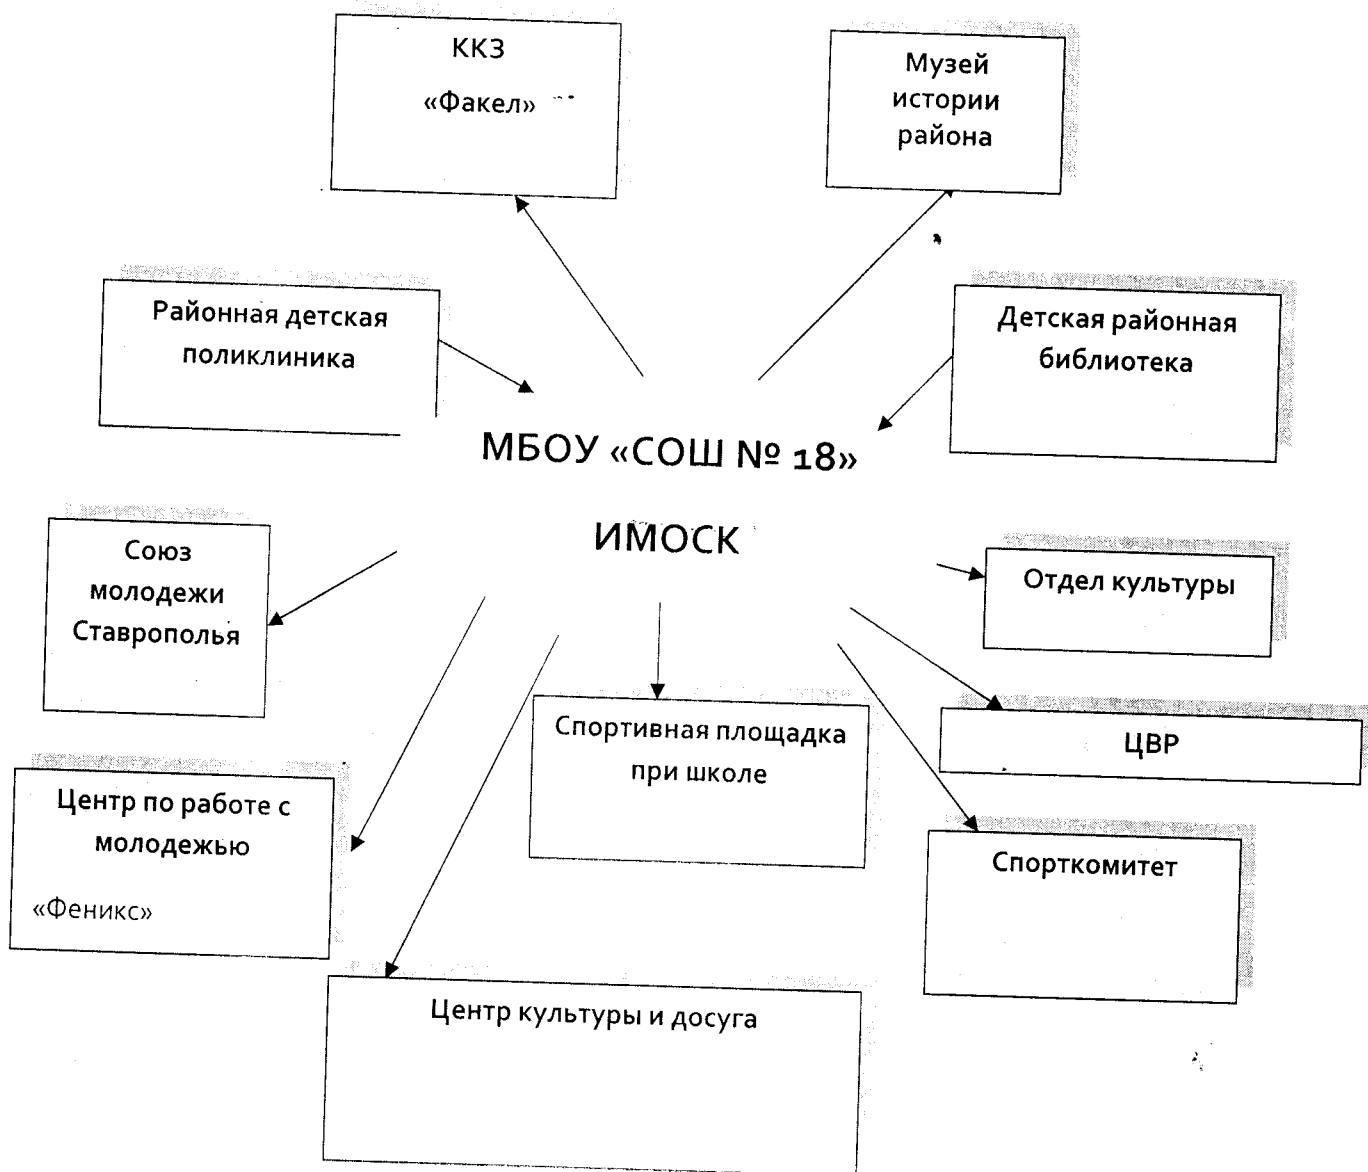 ККЗ
«Факел»
Музей
истории
района
Районная детская
поликлиника
Детская районная
библиотека
МБОУ «СОШ № 18»
ИМОСК
Союз
молодежи
Ставрополья
Отдел культуры
Спортивная площадка
при школе
ЦВР
Центр по работе с
молодежью
«Феникс»
Спорткомитет
Центр культуры и досуга